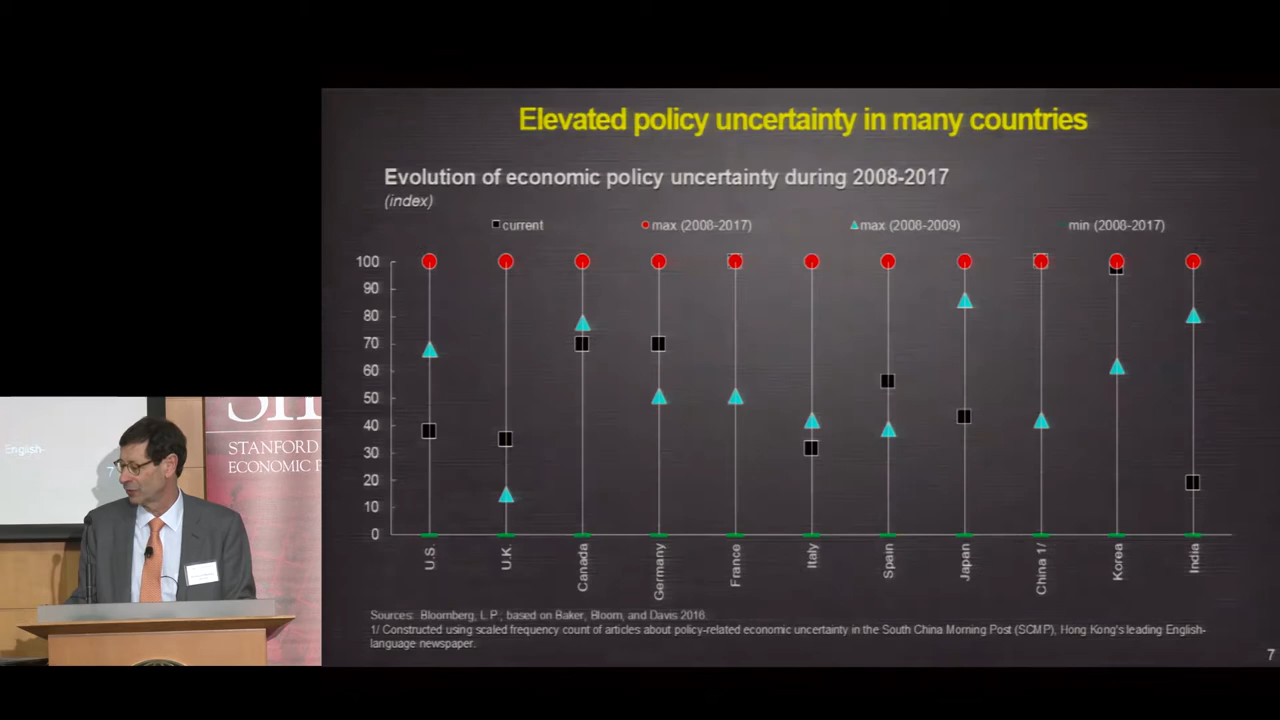 Elevated policy uncertainty in many countries
Evolution of economic policy uncertainty during 2008-2017
(index)
current max (2008-2017) max (2008-2009) min (2008-2017)
100
90
80
70
60
50
40
30
20
10
0
U.S.
U.K.
Canada
Germany
France
Italy
Spain
Japan
China 1/
Korea
India
Sources: Bloomberg, L.P., based on Baker, Bloom, and Davis 2016.
1/ Constructed using scaled frequency count of articles about policy-related economic uncertainty in the South China Morning Post (SCMP), Hong Kong's leading English-
language newspaper.
7
English-
7
STANFORD
ECONOMIC